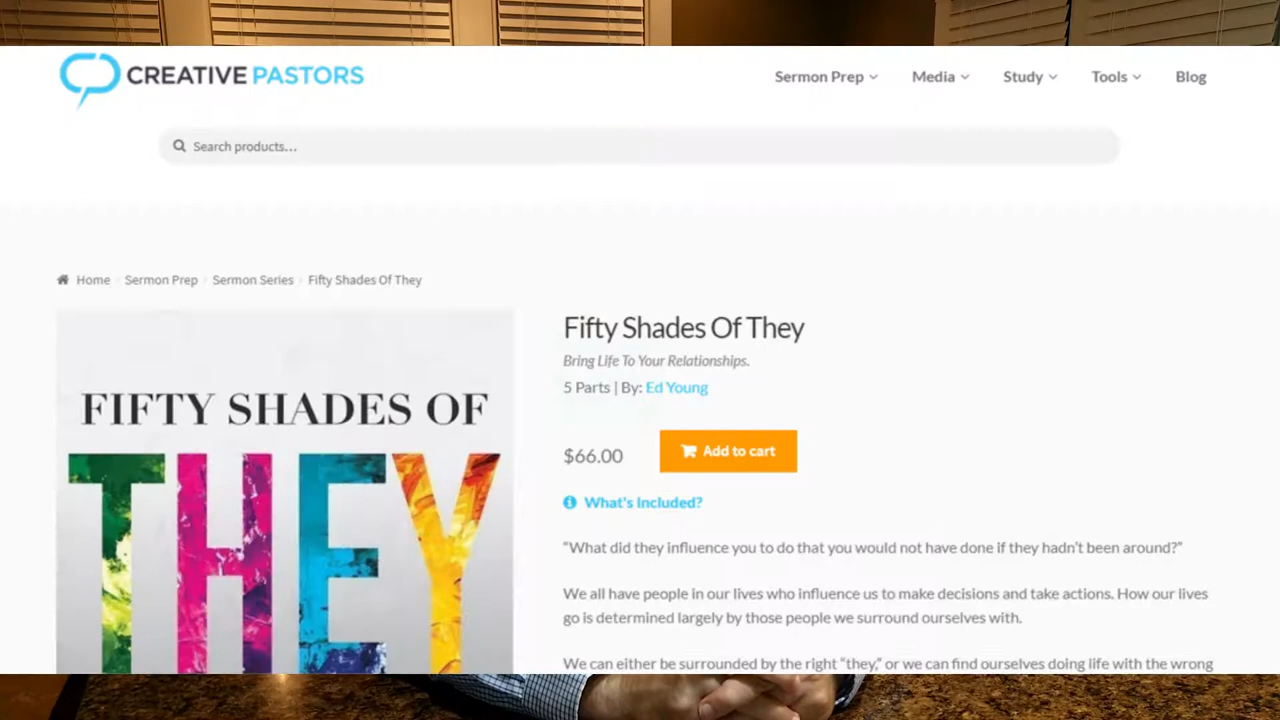 CREATIVE PASTORS
Sermon Prep Media Study Tools Blog
Search products...
Home Sermon Prep Sermon Series Fifty Shades Of They
FIFTY SHADES OF
THEY
Fifty Shades Of They
Bring Life To Your Relationships.
5 Parts | By: Ed Young
$66.00 Add to cart
What's Included?
“What did they influence you to do that you would not have done if they hadn’t been around?”
We all have people in our lives who influence us to make decisions and take actions. How our lives
go is determined largely by those people we surround ourselves with.
We can either be surrounded by the right “they,” or we can find ourselves doing life with the wrong